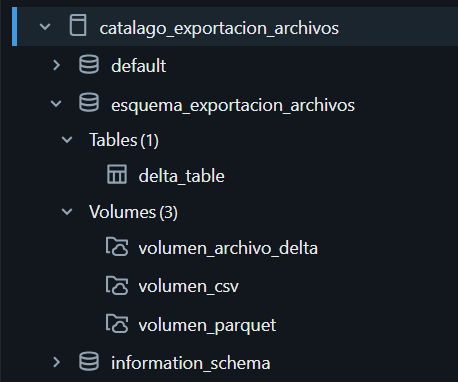 catalago_exportacion_archivos
default
esquema_exportacion_archivos
Tables (1)
delta_table
Volumes (3)
volumen_archivo_delta
volumen_csv
volumen_parquet
information_schema